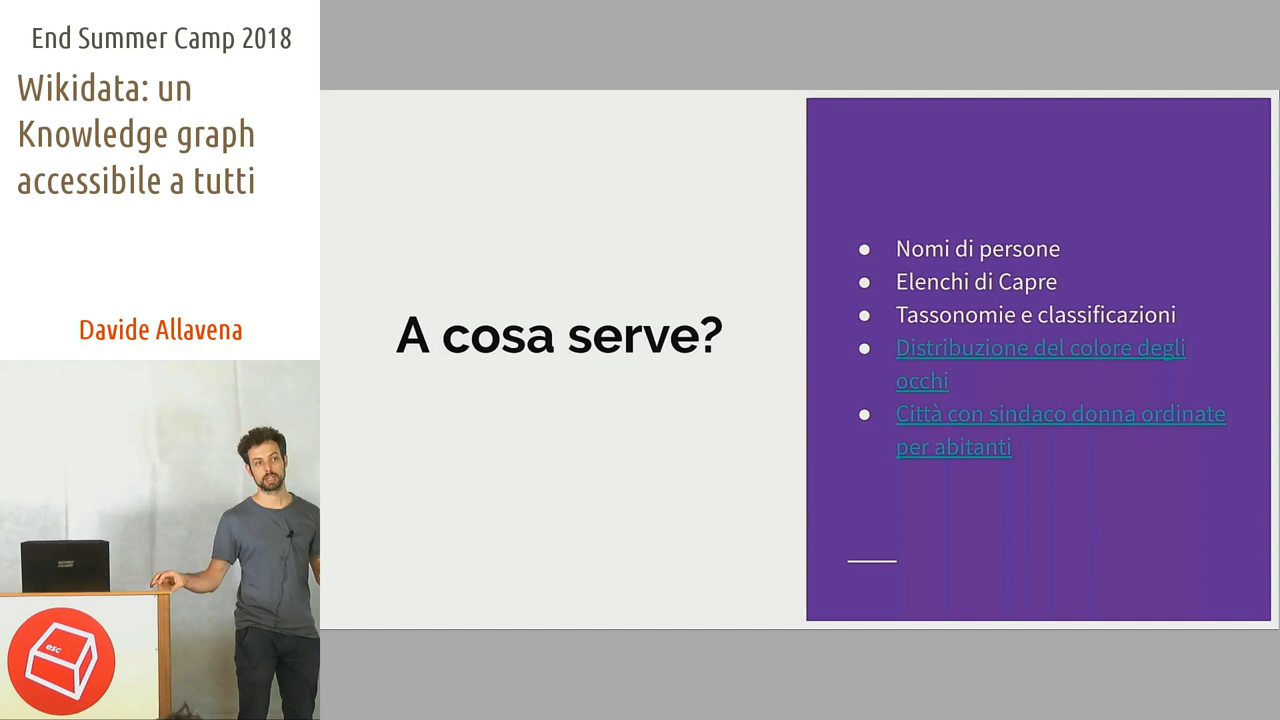 End Summer Camp 2018
Wikidata: un
Knowledge graph
accessibile a tutti
Davide Allavena
esc
A cosa serve?
● Nomi di persone
● Elenchi di Capre
● Tassonomie e classificazioni
● Distribuzione del colore degli
occhi
● Città con sindaco donna ordinate
per abitanti